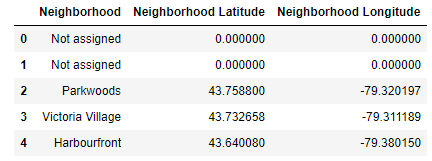 Neighborhood Neighborhood Latitude Neighborhood Longitude
0 Not assigned 0.000000 0.000000
1 Not assigned 0.000000 0.000000
2 Parkwoods 43.758800 -79.320197
3 Victoria Village 43.732658 -79.311189
4 Harbourfront 43.640080 -79.380150